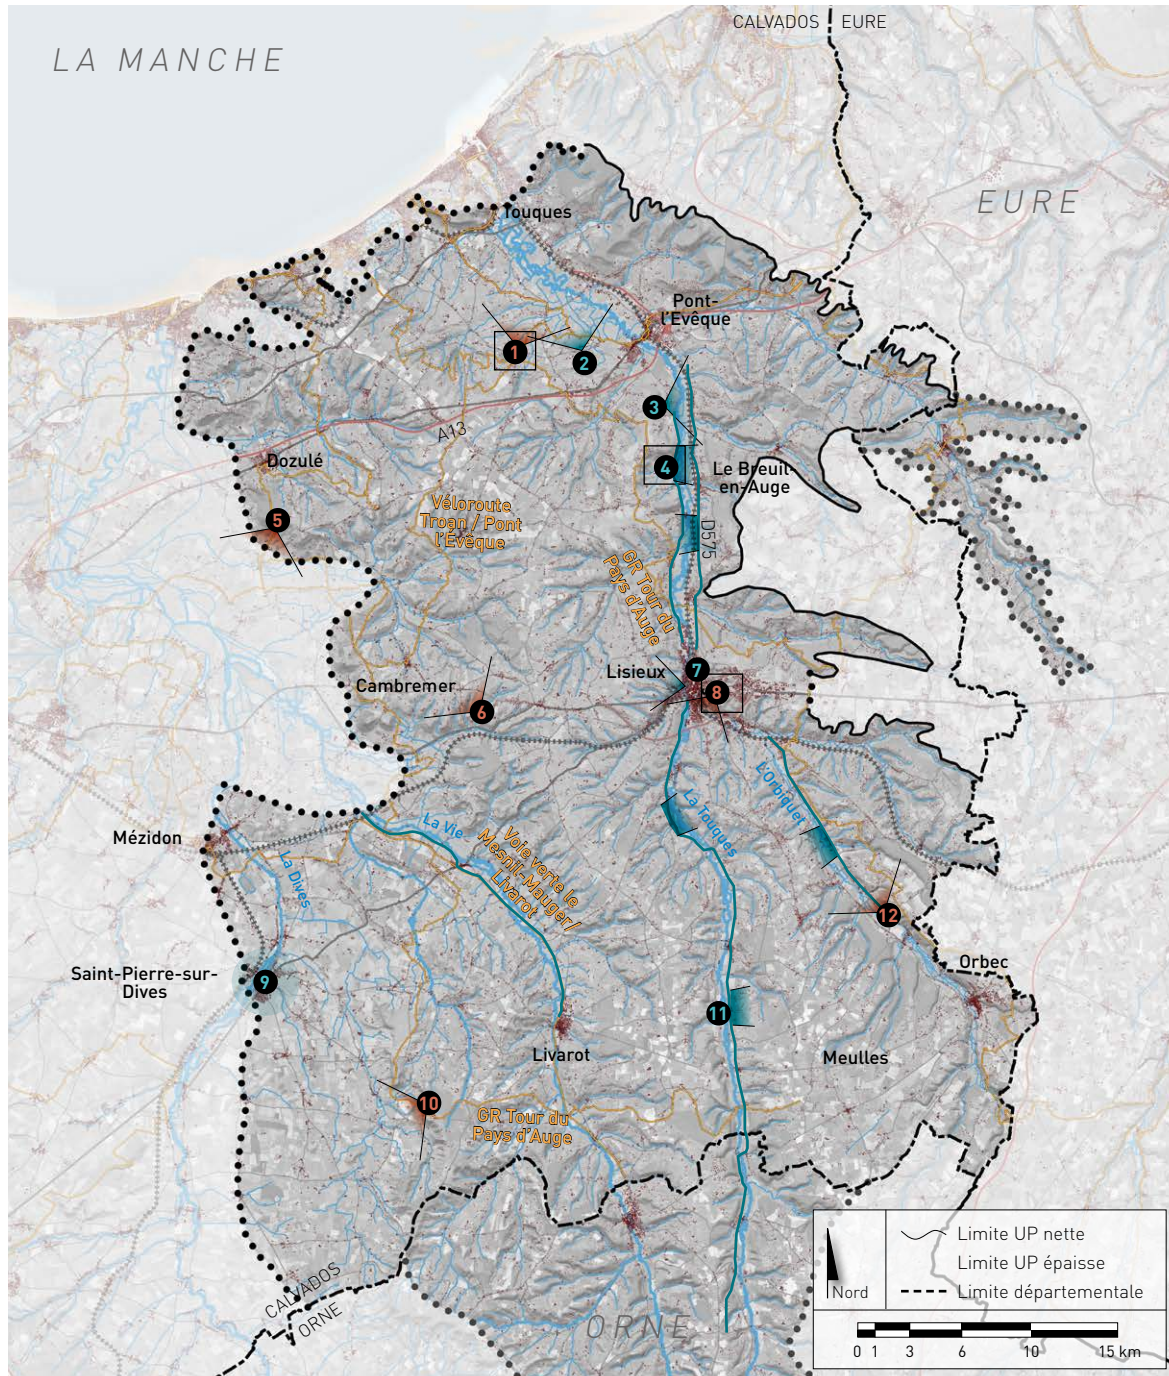 CALVADOS
EURE
LA MANCHE
EURE
Touques
Pont-
l'Evêque
1
2
3
A13
Dozulé
4
Le Breuil-
en-Auge
Véloroute
Troan / Pont
l'Évêque
5
D575
GR Tour du
Pays d'Auge
7
Lisieux
8
Cambremer
6
L'Orbiquet
La Touques
La Vie
Mézidon
Voie verte le
Mesnil-Mauger/
Livarot
La Dives
12
Orbec
Saint-Pierre-sur-
Dives
9
11
Livarot
Meulles
10
GR Tour du
Pays d'Auge
CALVADOS
ORNE
ORNE
Nord
Limite UP nette
Limite UP épaisse
Limite départementale
0 1 3 6 10 15 km